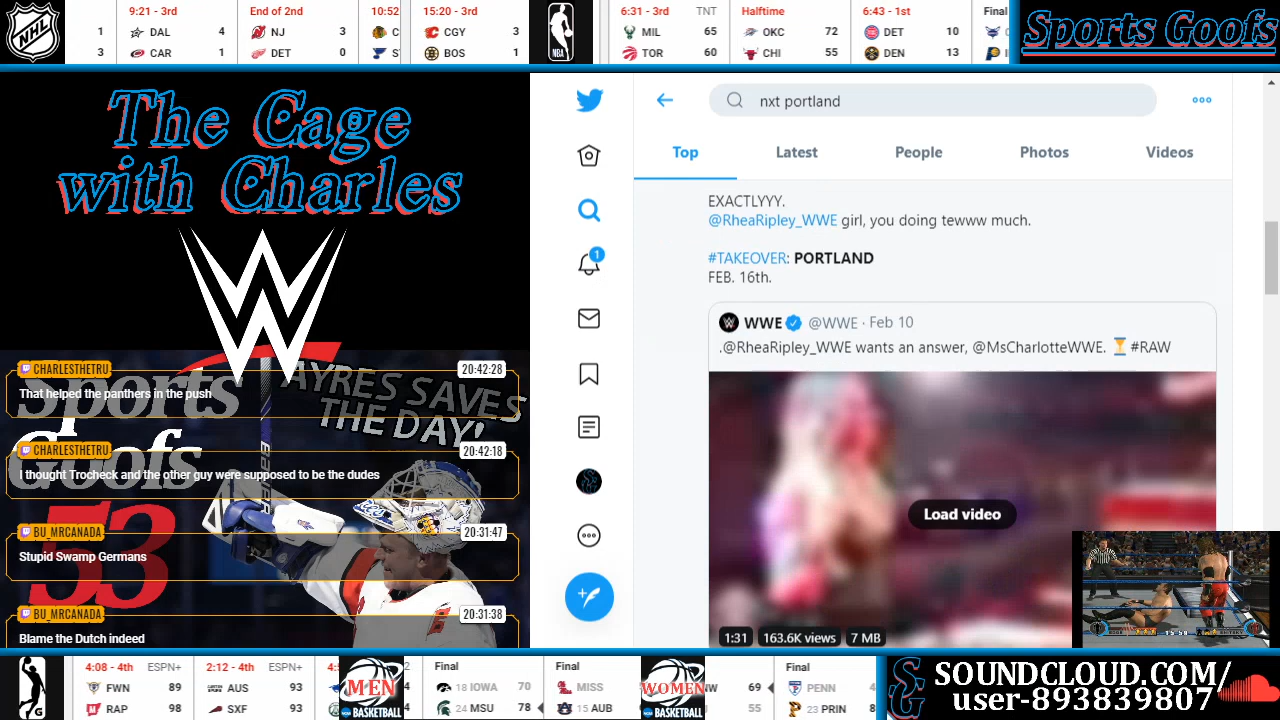 9:21 - 3rd
End of 2nd
10:52
15:20 - 3rd
6:31 - 3rd TNT
Halftime
6:43 - 1st
Final
1
DAL 4
NJ 3
C
CGY 3
MIL 65
OKC 72
DET 10
3
CAR 1
DET 0
BOS 1
TOR 60
CHI 55
DEN 13
NHL
NBA
Sports Goofs
The Cage
with Charles
nxt portland
Top
Latest
People
Photos
Videos
EXACTLYYY.
@RheaRipley_WWE girl, you doing tewww much.
#TAKEOVER: PORTLAND
FEB. 16th.
WWE @WWE · Feb 10
.@RheaRipley_WWE wants an answer, @MsCharlotteWWE. ⏳ #RAW
Load video
1:31
163.6K views
7 MB
1
AYRES SAVES
THE DAY!
Sports
Goofs
53
CHARLESTHETRU
20:42:28
That helped the panthers in the push
CHARLESTHETRU
20:42:18
I thought Trocheck and the other guy were supposed to be the dudes
BU_MRCANADA
20:31:47
Stupid Swamp Germans
BU_MRCANADA
20:31:38
Blame the Dutch indeed
4:08 - 4th ESPN+
2:12 - 4th ESPN+
Final
Final
Final
FWN 89
AUS 93
18 IOWA 70
MISS
69
PENN
RAP 98
SXF 93
24 MSU 78
15 AUB
55
23 PRIN
MEN
BASKETBALL
WOMEN
BASKETBALL
SOUNDCLOUD.COM/
user-893839807